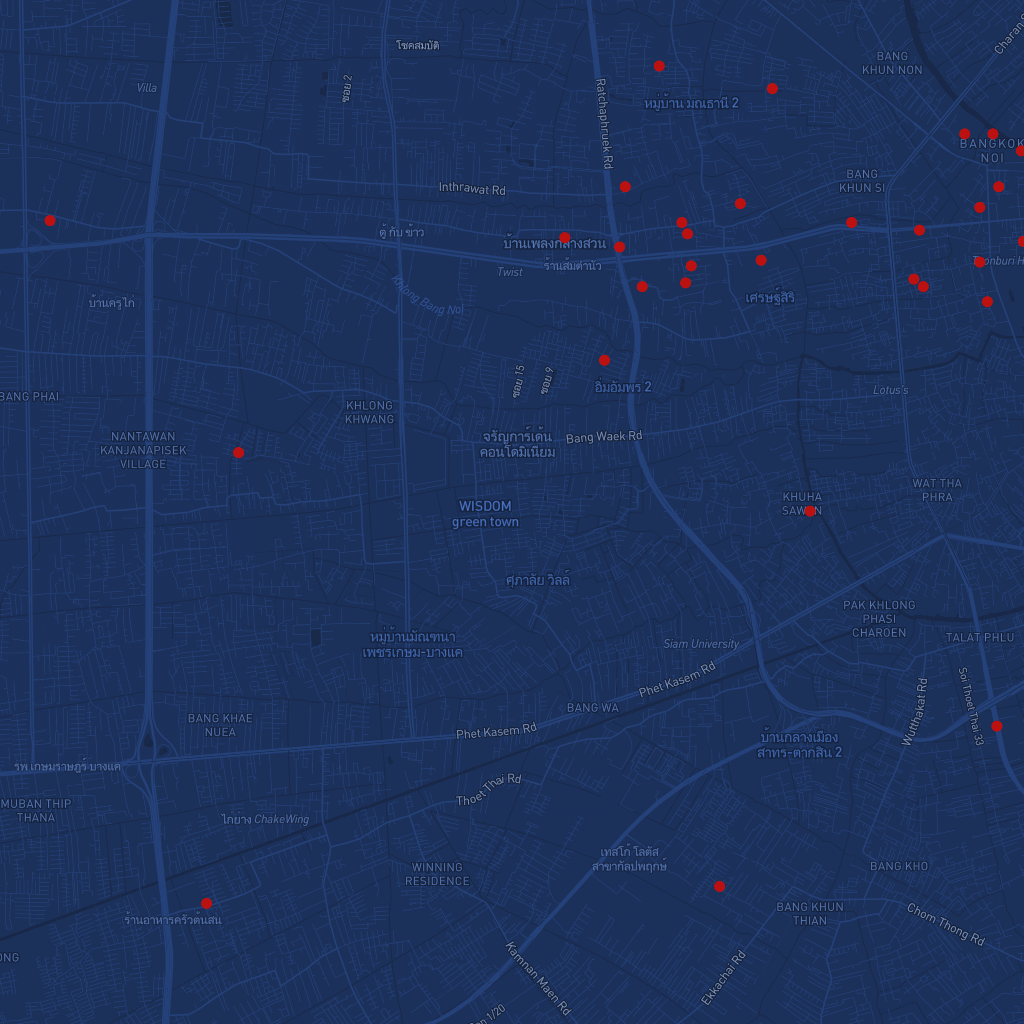 โชคสมบัติ
Charan
BANG
KHUN NON
Villa
ซอย 2
Ratchaphruek Rd
หมู่บ้าน มณธานี 2
BANGKOK
NOI
BANG
KHUN SI
Inthrawat Rd
ตู้ กับ ข้าว
บ้านเพลงกลางสวน
ร้านส้มตำนัว
Twist
Thonburi H
Khlong Bang Noi
บ้านครูไก
เศรษฐ์สิริ
ซอย 15
ซอย 9
อิ่มอัมพร 2
Lotus's
BANG PHAI
KHLONG
KHWANG
NANTAWAN
KANJANAPISEK
VILLAGE
จรัญการ์เด้น
คอนโดมิเนียม
Bang Waek Rd
WAT THA
PHRA
KHUHA
SAWAN
WISDOM
green town
ศุภาลัย วิลล์
PAK KHLONG
PHASI
CHAROEN
TALAT PHLU
หมู่บ้านมัณฑนา
เพชรเกษม-บางแค
Siam University
Phet Kasem Rd
Soi Thoet Thai 33
Wutthakat Rd
BANG WA
BANG KHAE
NUEA
Phet Kasem Rd
บ้านกลางเมือง
สาทร-ตากสิน 2
รพ เกษมราษฎร์ บางแค
Thoet Thai Rd
MUBAN THIP
THANA
ไก่ย่าง ChakeWing
เทสโก้ โลตัส
สาขากัลปพฤกษ์
WINNING
RESIDENCE
BANG KHO
BANG KHUN
THIAN
ร้านอาหารครัวต้นสน
Chom Thong Rd
ONG
Kamnan Maen Rd
Ekkachai Rd
1/20